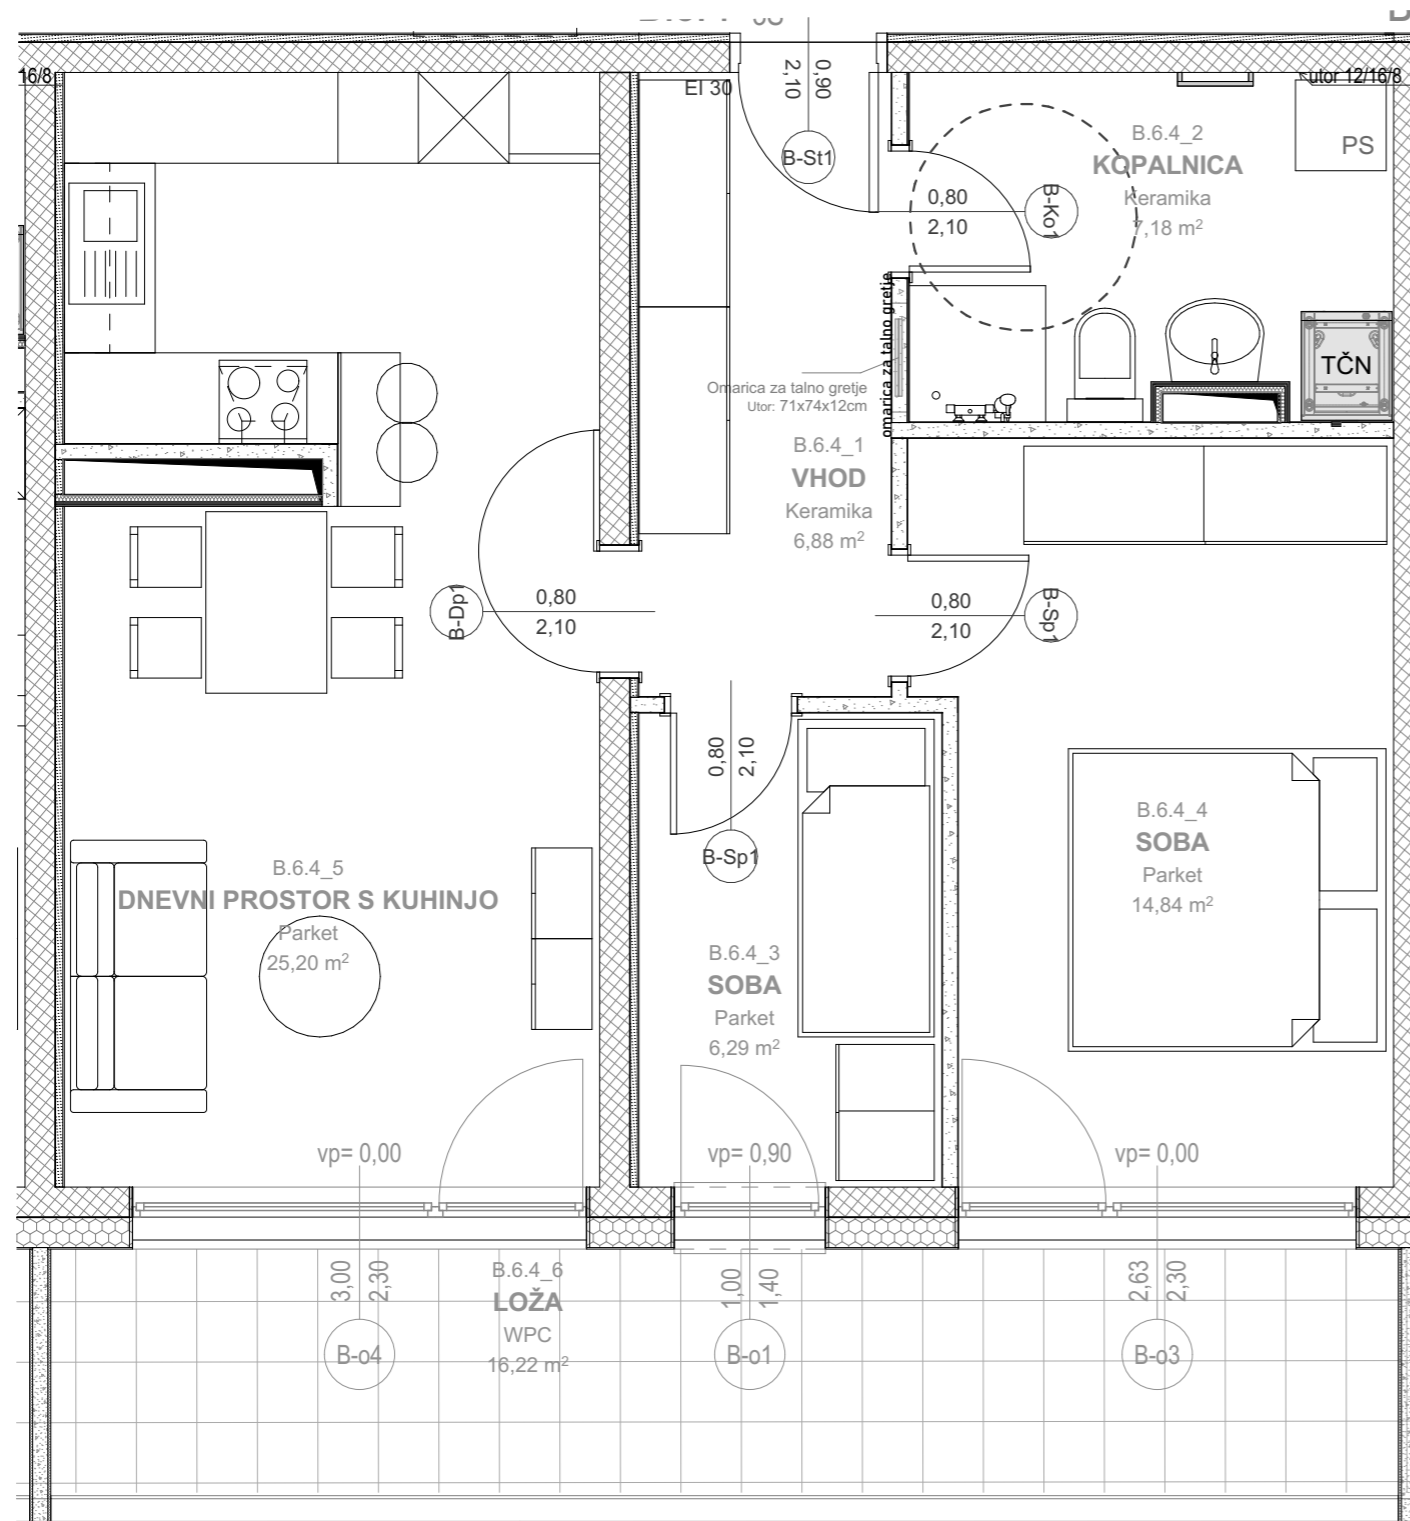 16/8
EI 30
0,90
2,10
B-St1
utor 12/16/8
B.6.4_2
KOPALNICA
Keramika
7,18 m²
PS
0,80
2,10
B-Ko1
omarica za talno gretje
TČN
Omarica za talno gretje
Utor: 71x74x12cm
B.6.4_1
VHOD
Keramika
6,88 m²
B-Dp1
0,80
2,10
0,80
2,10
B-Sp1
0,80
2,10
B-Sp1
B.6.4_4
SOBA
Parket
14,84 m²
B.6.4_5
DNEVNI PROSTOR S KUHINJO
Parket
25,20 m²
B.6.4_3
SOBA
Parket
6,29 m²
vp= 0,00
vp= 0,90
vp= 0,00
3,00
2,30
B-o4
B.6.4_6
LOŽA
WPC
16,22 m²
1,00
1,40
B-o1
2,63
2,30
B-o3